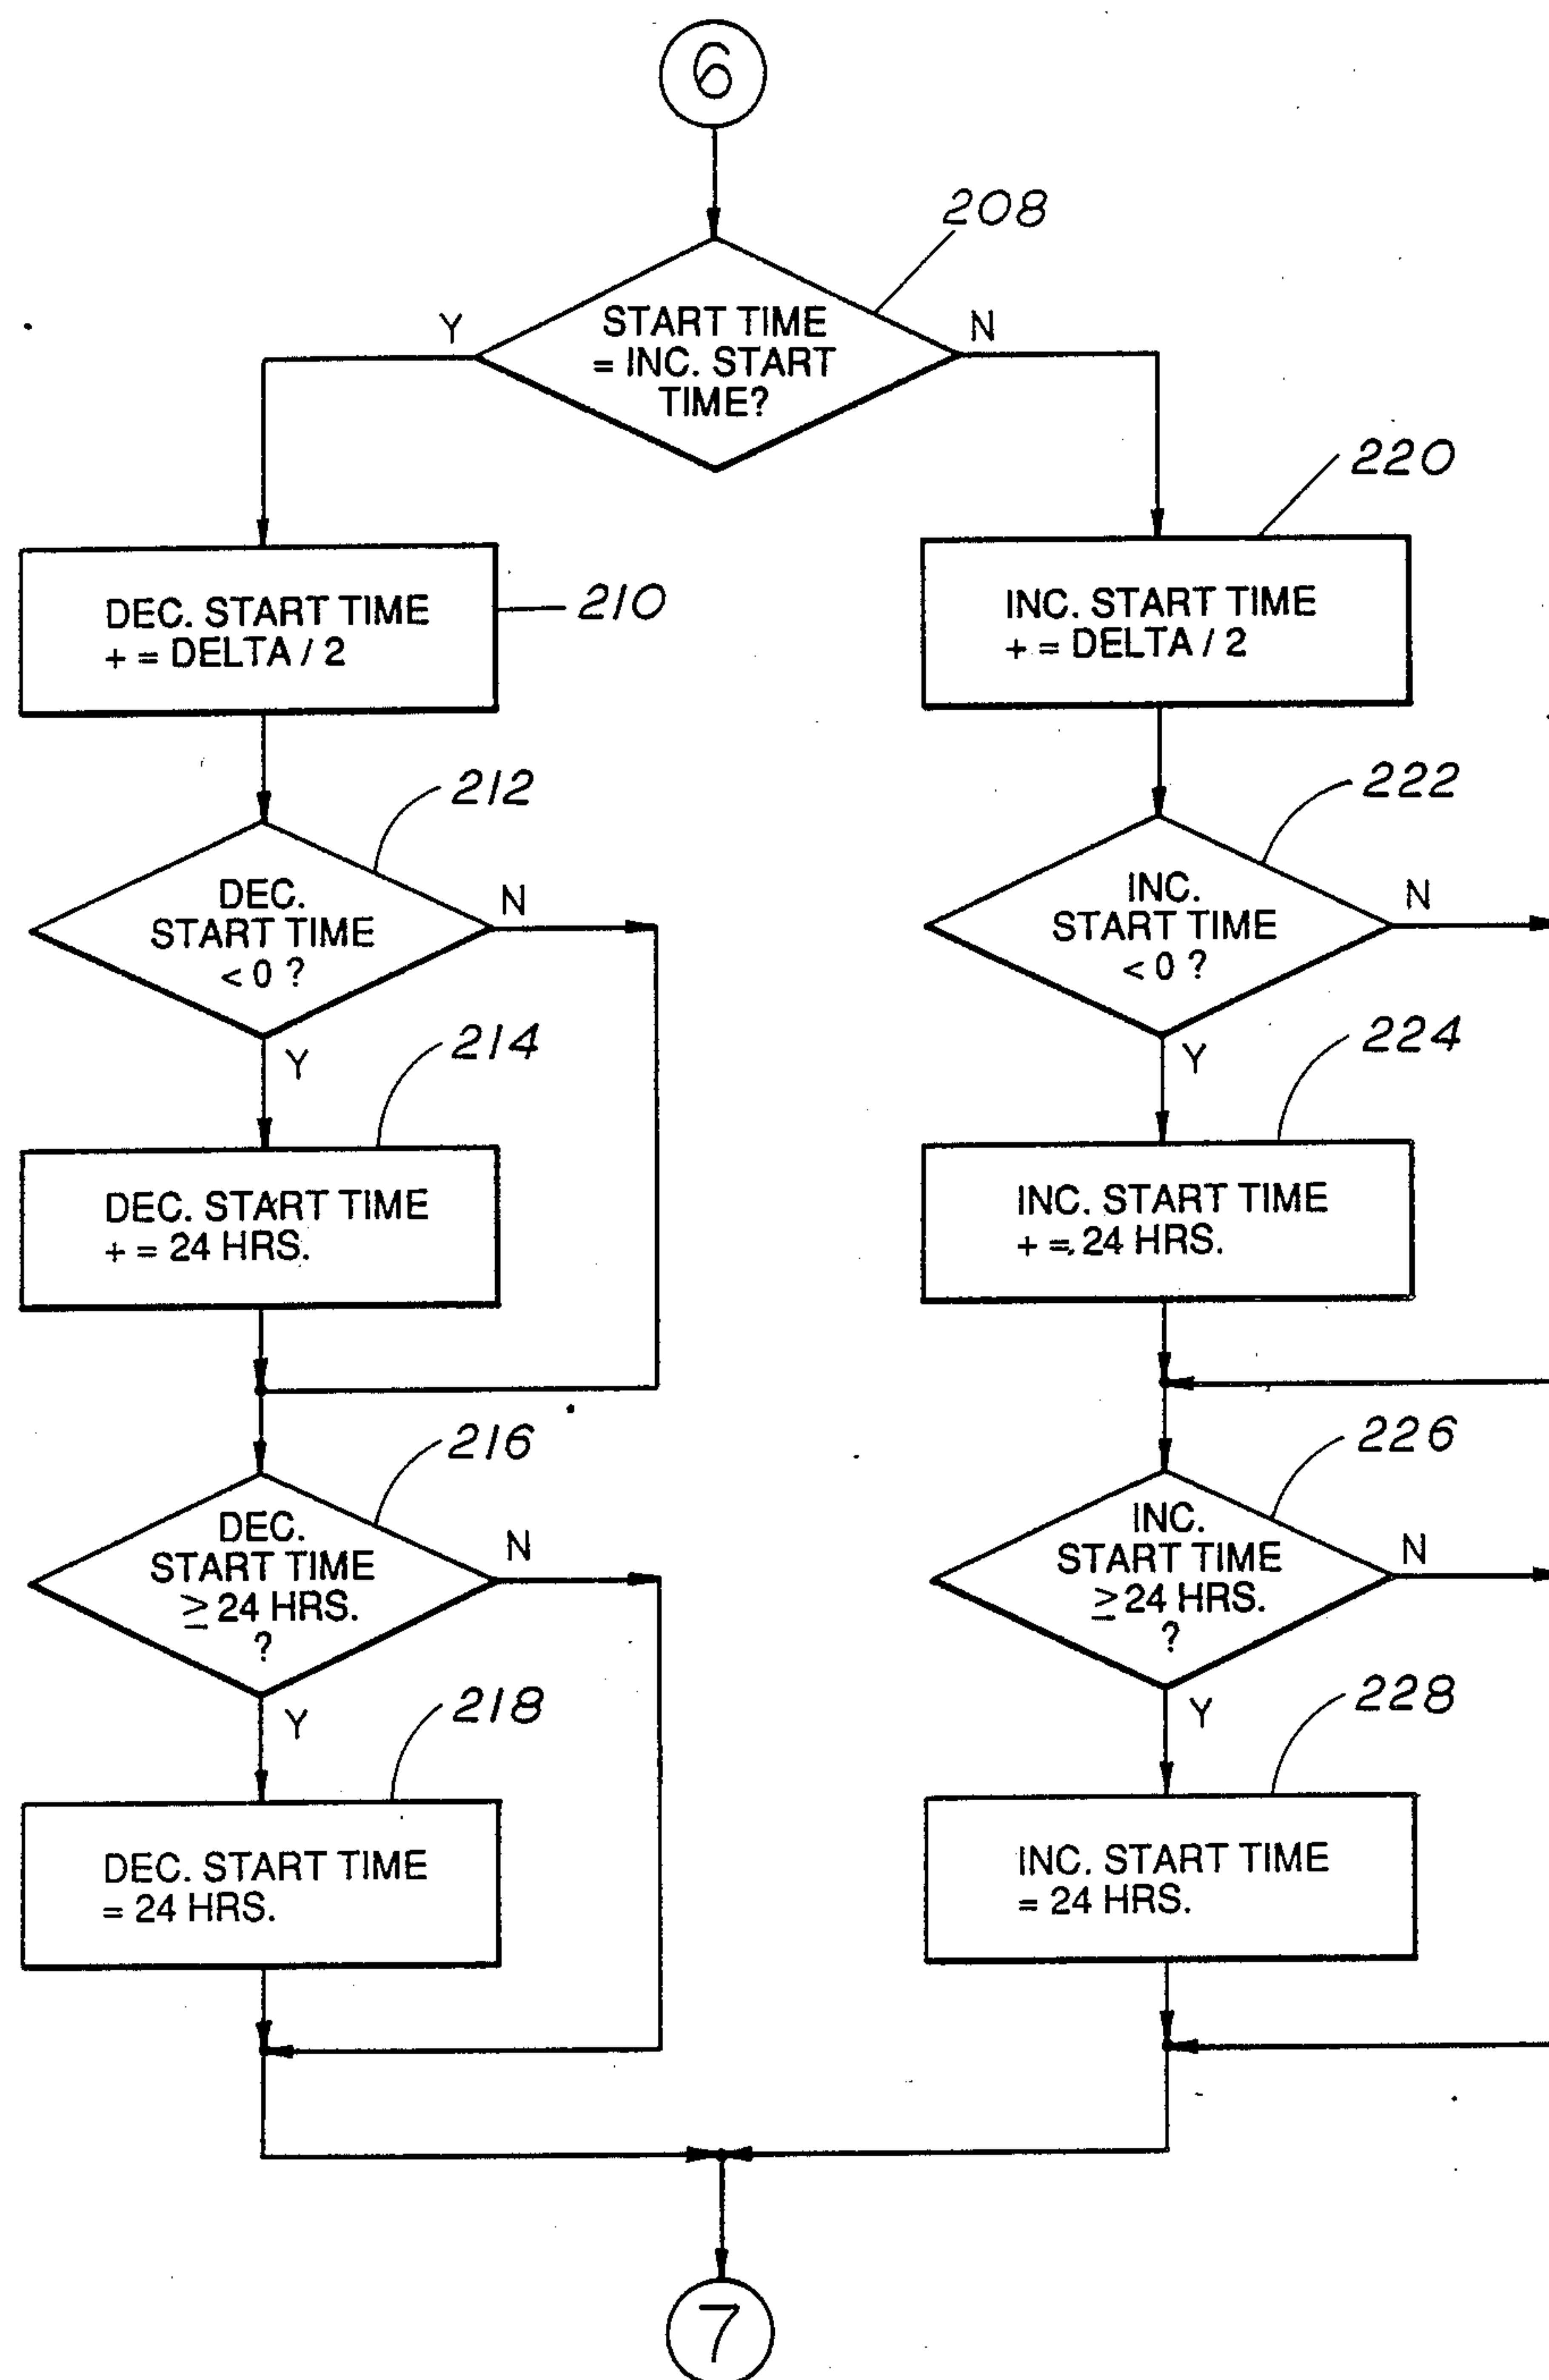 6
208
Y
START TIME
= INC. START
TIME?
N
220
DEC. START TIME
+ = DELTA / 2
210
INC. START TIME
+ = DELTA / 2
212
DEC.
START TIME
< 0 ?
N
222
INC.
START TIME
< 0 ?
N
Y
214
DEC. START TIME
+ = 24 HRS.
Y
224
INC. START TIME
+ = 24 HRS.
216
DEC.
START TIME
≥ 24 HRS.
?
N
226
INC.
START TIME
≥ 24 HRS.
?
N
Y
218
DEC. START TIME
= 24 HRS.
Y
228
INC. START TIME
= 24 HRS.
7